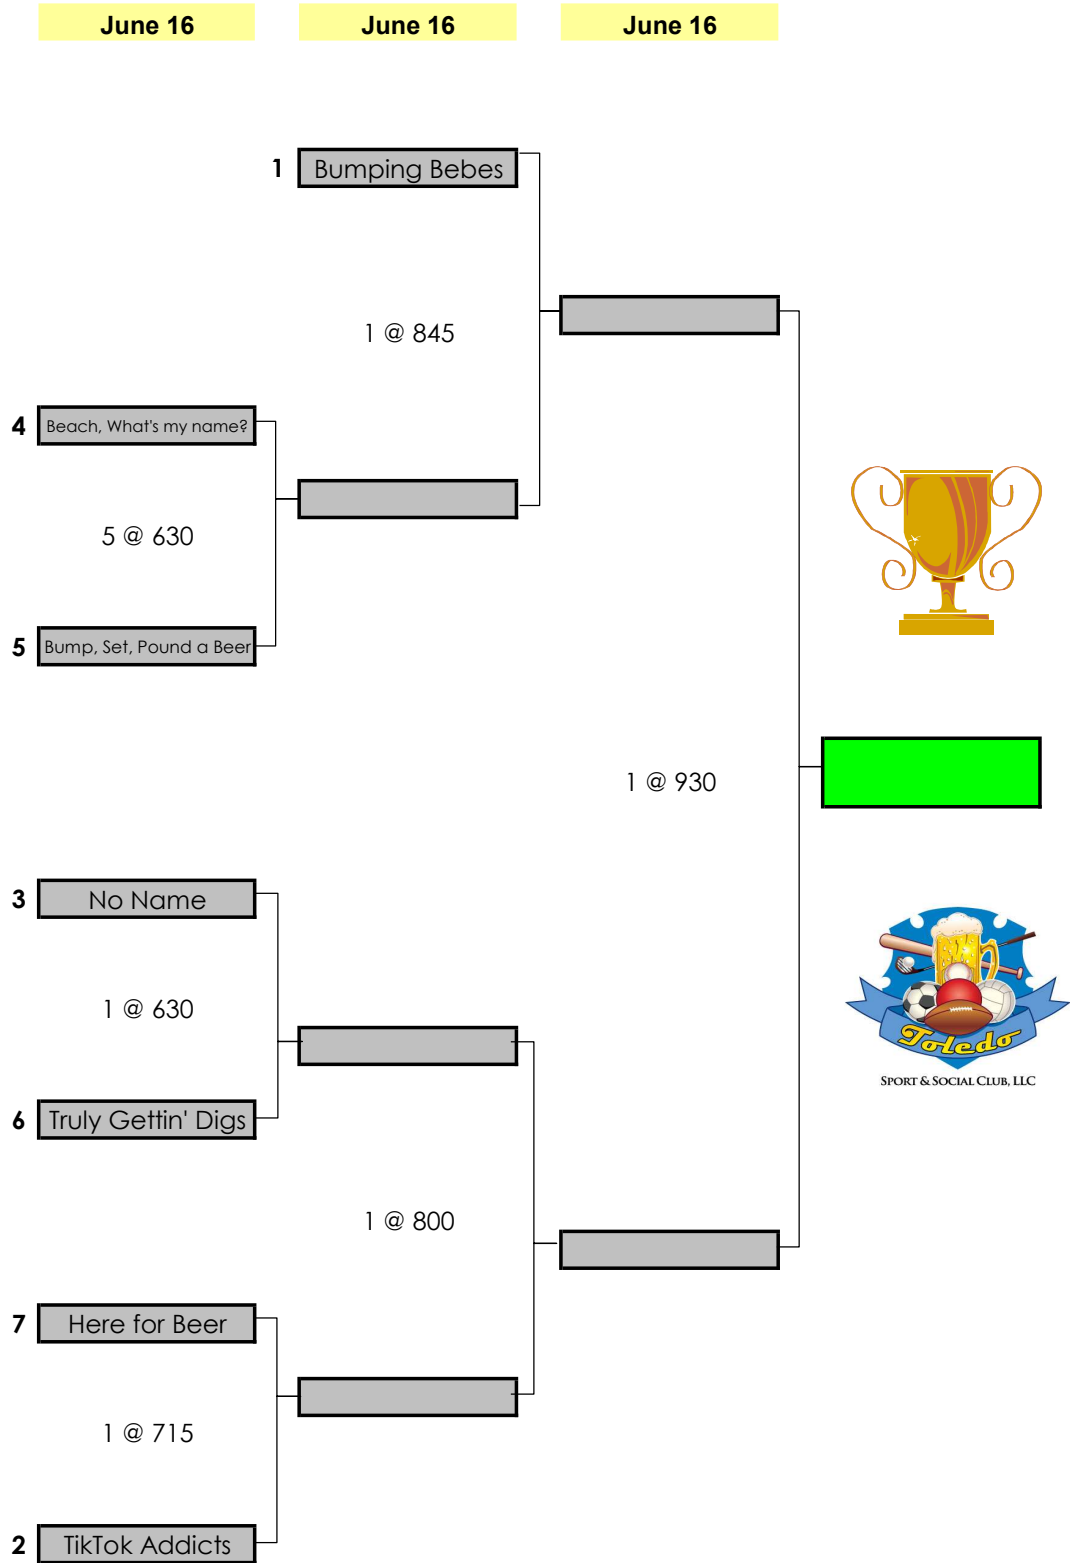 June 16 June 16 June 16
1 Bumping Bebes
1 @ 845
4 Beach, What's my name?
5 @ 630
5 Bump, Set, Pound a Beer
1 @ 930
3 No Name
1 @ 630
Toledo
SPORT & SOCIAL CLUB, LLC
6 Truly Gettin' Digs
1 @ 800
7 Here for Beer
1 @ 715
2 TikTok Addicts